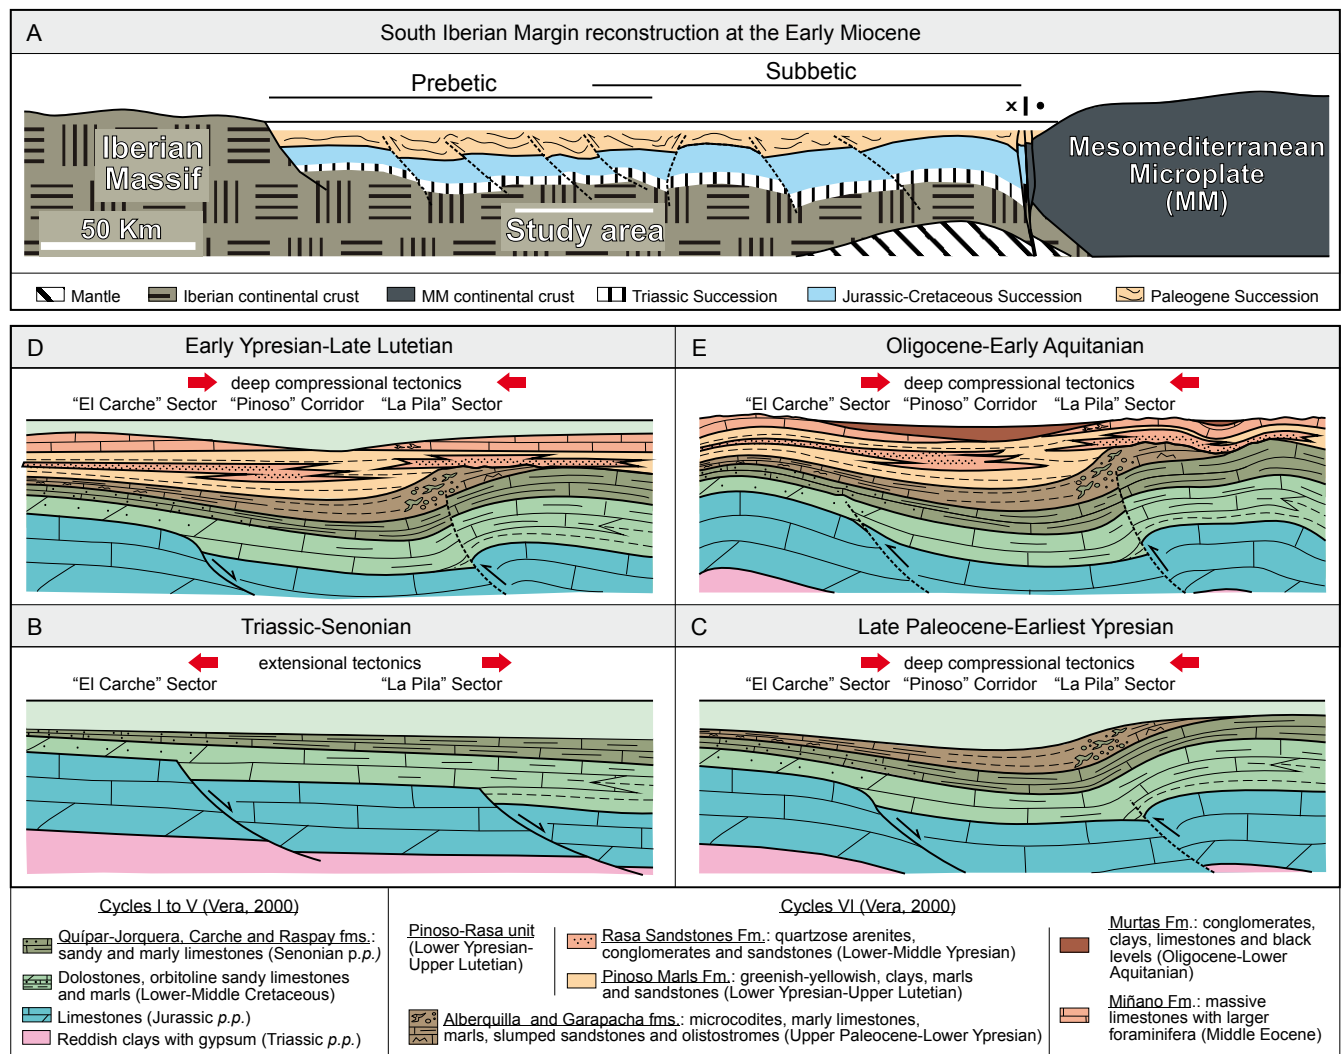 A
South Iberian Margin reconstruction at the Early Miocene
Prebetic
Subbetic
x
Iberian
Massif
50 Km
Study area
Mesomediterranean
Microplate
(MM)
Mantle
Iberian continental crust
MM continental crust
Triassic Succession
Jurassic-Cretaceous Succession
Paleogene Succession
D
Early Ypresian-Late Lutetian
deep compressional tectonics
“El Carche” Sector
“Pinoso” Corridor
“La Pila” Sector
E
Oligocene-Early Aquitanian
deep compressional tectonics
“El Carche” Sector
“Pinoso” Corridor
“La Pila” Sector
B
Triassic-Senonian
extensional tectonics
“El Carche” Sector
“La Pila” Sector
C
Late Paleocene-Earliest Ypresian
deep compressional tectonics
“El Carche” Sector
“Pinoso” Corridor
“La Pila” Sector
Cycles I to V (Vera, 2000)
Quípar-Jorquera, Carche and Raspay fms.:
sandy and marly limestones (Senonian p.p.)
Dolostones, orbitoline sandy limestones
and marls (Lower-Middle Cretaceous)
Limestones (Jurassic p.p.)
Reddish clays with gypsum (Triassic p.p.)
Cycles VI (Vera, 2000)
Pinoso-Rasa unit
(Lower Ypresian-
Upper Lutetian)
Rasa Sandstones Fm.: quartzose arenites,
conglomerates and sandstones (Lower-Middle Ypresian)
Pinoso Marls Fm.: greenish-yellowish, clays, marls
and sandstones (Lower Ypresian-Upper Lutetian)
Alberquilla and Garapacha fms.: microcodites, marly limestones,
marls, slumped sandstones and olistostromes (Upper Paleocene-Lower Ypresian)
Murtas Fm.: conglomerates,
clays, limestones and black
levels (Oligocene-Lower
Aquitanian)
Miñano Fm.: massive
limestones with larger
foraminifera (Middle Eocene)